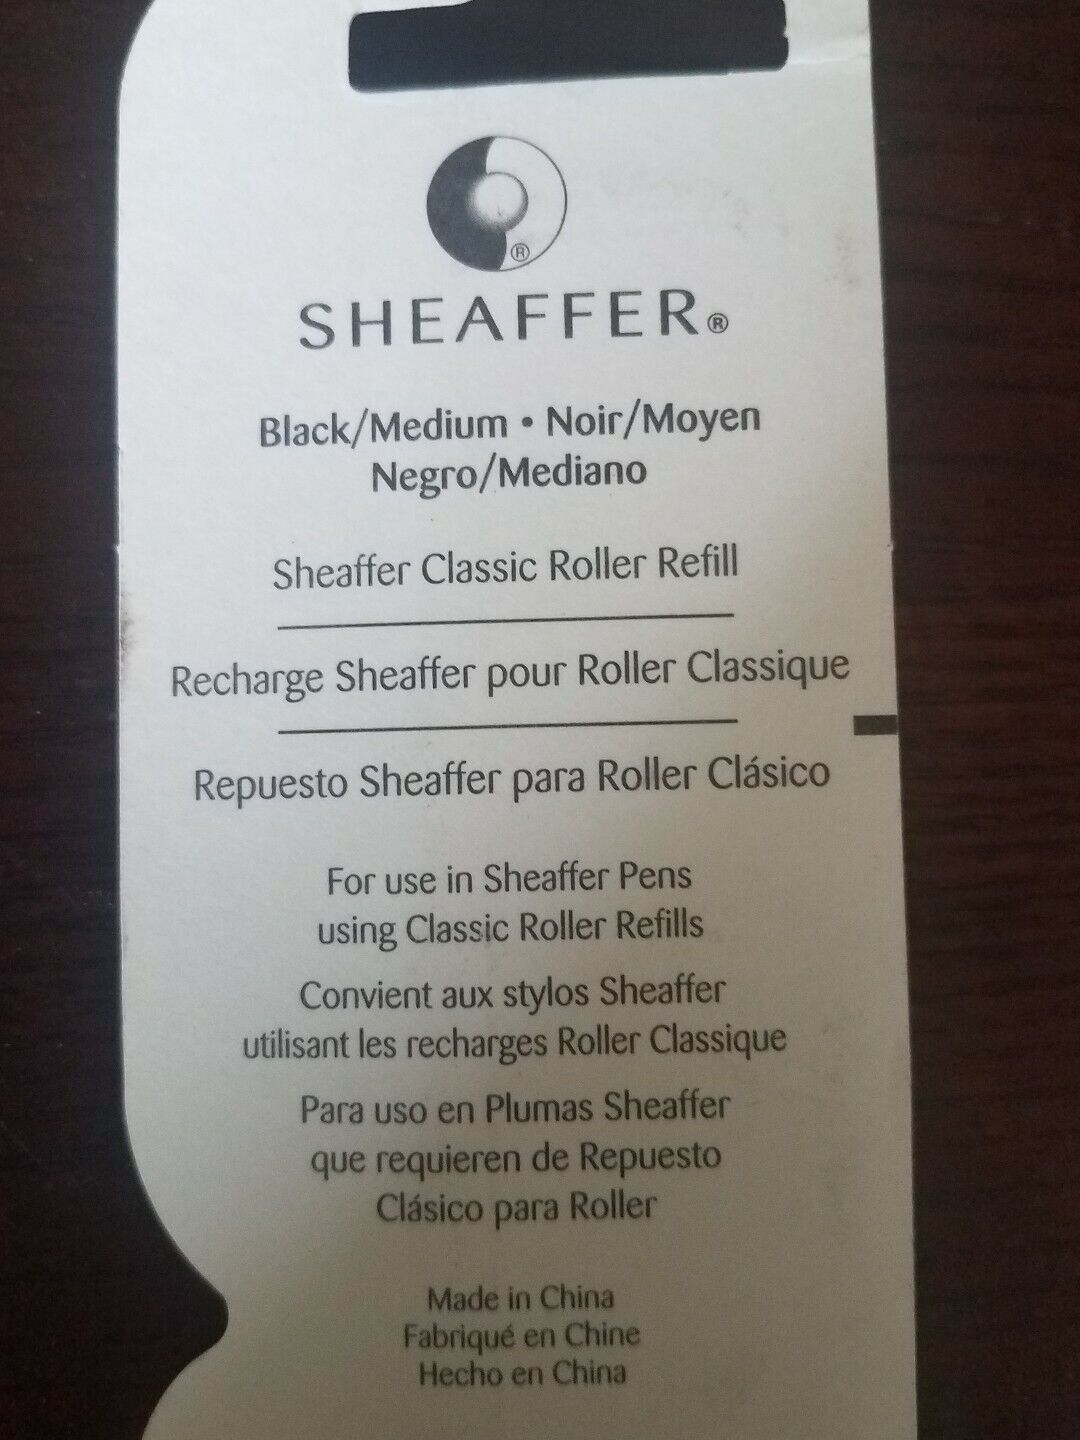 ®
SHEAFFER®
Black/Medium • Noir/Moyen
Negro/Mediano
Sheaffer Classic Roller Refill
Recharge Sheaffer pour Roller Classique
Repuesto Sheaffer para Roller Clásico
For use in Sheaffer Pens
using Classic Roller Refills
Convient aux stylos Sheaffer
utilisant les recharges Roller Classique
Para uso en Plumas Sheaffer
que requieren de Repuesto
Clásico para Roller
Made in China
Fabriqué en Chine
Hecho en China